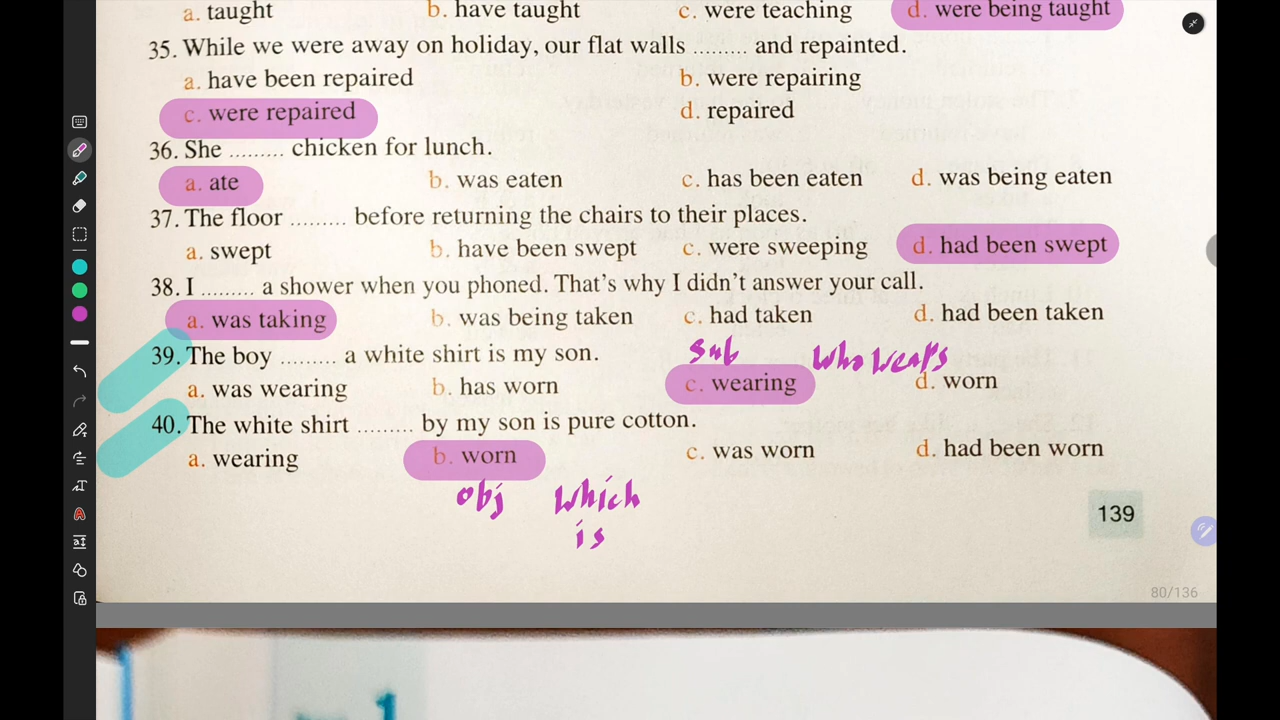 a. taught b. have taught c. were teaching d. were being taught
35. While we were away on holiday, our flat walls ......... and repainted.
a. have been repaired b. were repairing
c. were repaired d. repaired
36. She ......... chicken for lunch.
a. ate b. was eaten c. has been eaten d. was being eaten
37. The floor ......... before returning the chairs to their places.
a. swept b. have been swept c. were sweeping d. had been swept
38. I ......... a shower when you phoned. That's why I didn't answer your call.
a. was taking b. was being taken c. had taken d. had been taken
39. The boy ......... a white shirt is my son. sub who wears
a. was wearing b. has worn c. wearing d. worn
40. The white shirt ......... by my son is pure cotton.
a. wearing b. worn c. was worn d. had been worn
obj which
is
139
80/136